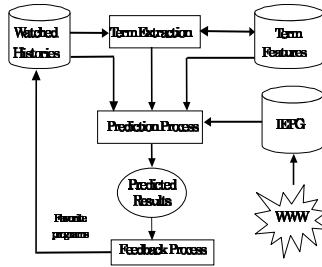 Watched
Histories
Term Extraction
Term
Features
Prediction Process
IEPG
Predicted
Results
WWW
Favorite
programs
Feedback Process